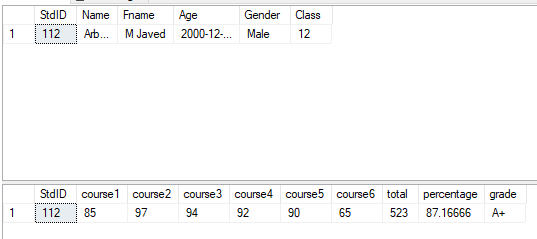 StdID Name Fname Age Gender Class
1 112 Arb... M Javed 2000-12-... Male 12
StdID course1 course2 course3 course4 course5 course6 total percentage grade
1 112 85 97 94 92 90 65 523 87.16666 A+